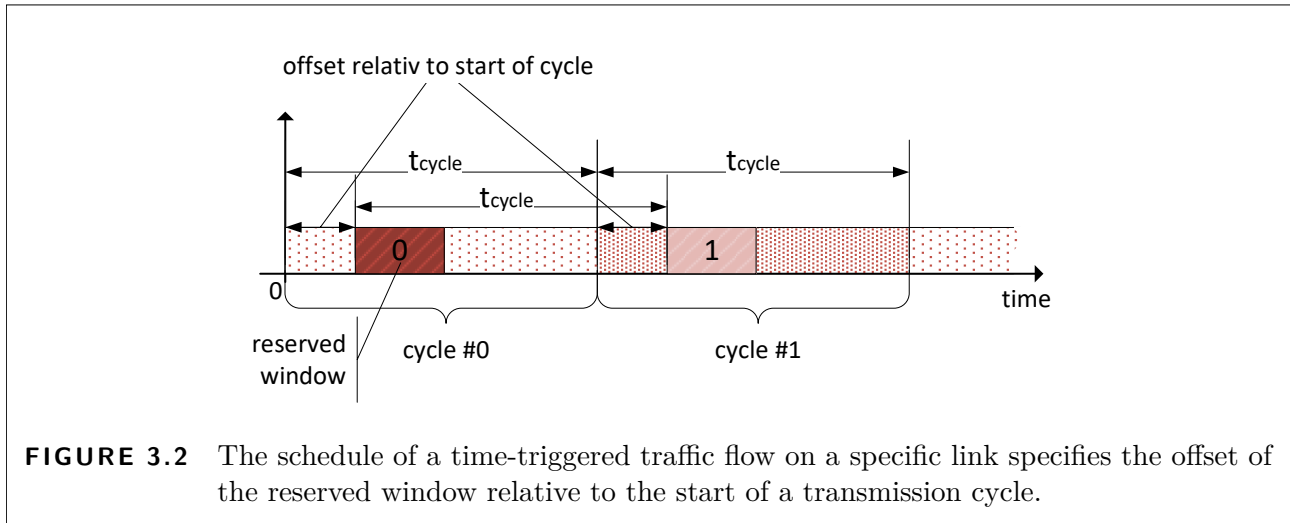 offset relativ to start of cycle
tcycle
tcycle
tcycle
0
1
0
time
reserved
window
cycle #0
cycle #1
FIGURE 3.2 The schedule of a time-triggered traffic flow on a specific link specifies the offset of
the reserved window relative to the start of a transmission cycle.